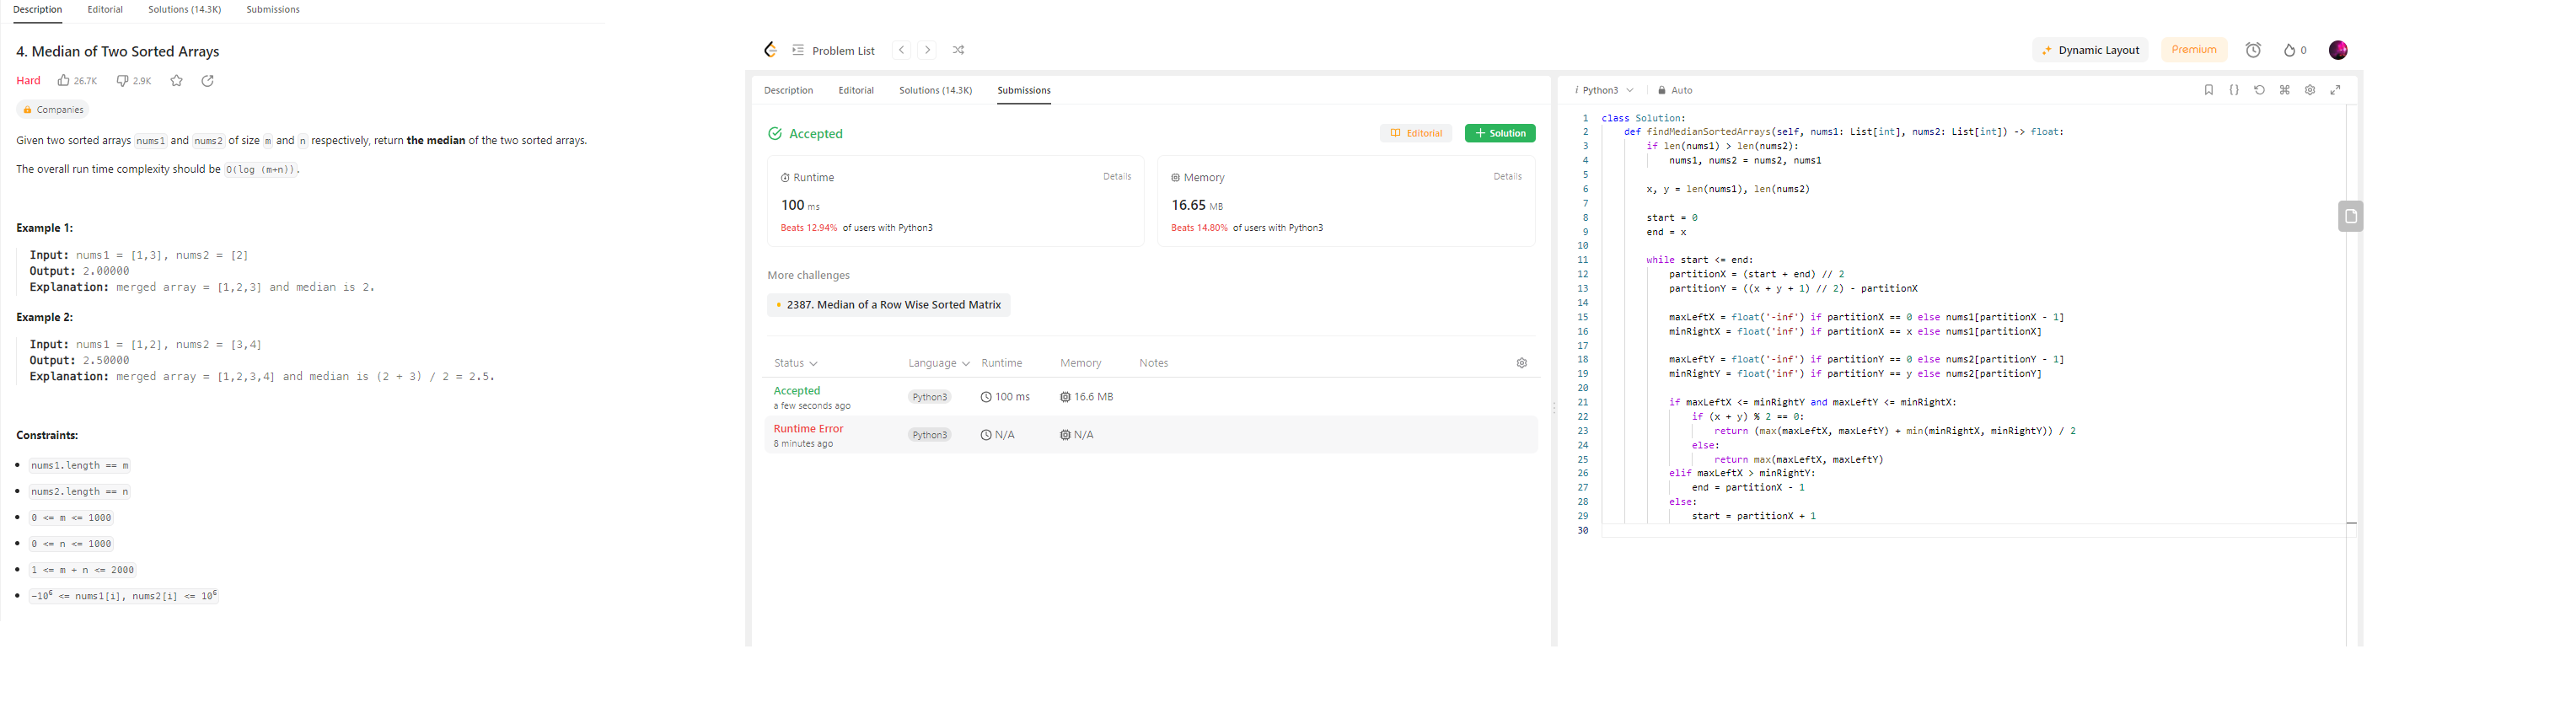 Description Editorial Solutions (14.3K) Submissions
4. Median of Two Sorted Arrays
Hard 26.7K 2.9K
Companies
Given two sorted arrays nums1 and nums2 of size m and n respectively, return the median of the two sorted arrays.
The overall run time complexity should be O(log (m+n)).
Example 1:
Input: nums1 = [1,3], nums2 = [2]
Output: 2.00000
Explanation: merged array = [1,2,3] and median is 2.
Example 2:
Input: nums1 = [1,2], nums2 = [3,4]
Output: 2.50000
Explanation: merged array = [1,2,3,4] and median is (2 + 3) / 2 = 2.5.
Constraints:
nums1.length == m
nums2.length == n
0 <= m <= 1000
0 <= n <= 1000
1 <= m + n <= 2000
-10⁶ <= nums1[i], nums2[i] <= 10⁶
Problem List
Dynamic Layout Premium 0
Description Editorial Solutions (14.3K) Submissions
Accepted Editorial + Solution
Runtime Details
100 ms
Beats 12.94% of users with Python3
Memory Details
16.65 MB
Beats 14.80% of users with Python3
More challenges
2387. Median of a Row Wise Sorted Matrix
Status Language Runtime Memory Notes
Accepted Python3 100 ms 16.6 MB
a few seconds ago
Runtime Error Python3 N/A N/A
8 minutes ago
i Python3 Auto
1 class Solution:
2 def findMedianSortedArrays(self, nums1: List[int], nums2: List[int]) -> float:
3 if len(nums1) > len(nums2):
4 nums1, nums2 = nums2, nums1
5
6 x, y = len(nums1), len(nums2)
7
8 start = 0
9 end = x
10
11 while start <= end:
12 partitionX = (start + end) // 2
13 partitionY = ((x + y + 1) // 2) - partitionX
14
15 maxLeftX = float('-inf') if partitionX == 0 else nums1[partitionX - 1]
16 minRightX = float('inf') if partitionX == x else nums1[partitionX]
17
18 maxLeftY = float('-inf') if partitionY == 0 else nums2[partitionY - 1]
19 minRightY = float('inf') if partitionY == y else nums2[partitionY]
20
21 if maxLeftX <= minRightY and maxLeftY <= minRightX:
22 if (x + y) % 2 == 0:
23 return (max(maxLeftX, maxLeftY) + min(minRightX, minRightY)) / 2
24 else:
25 return max(maxLeftX, maxLeftY)
26 elif maxLeftX > minRightY:
27 end = partitionX - 1
28 else:
29 start = partitionX + 1
30